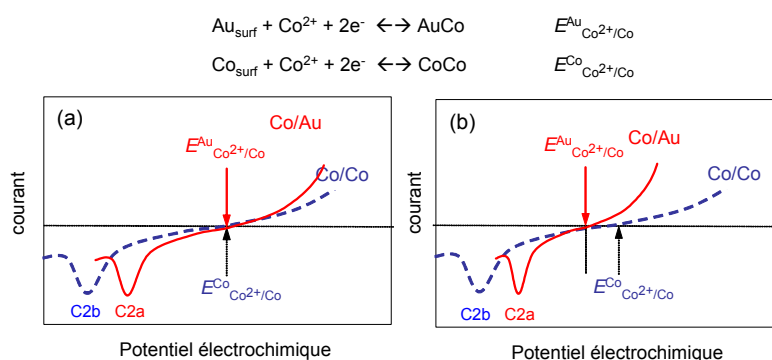 Au_surf + Co²⁺ + 2e⁻ ←→ AuCo E^Au_Co²⁺/Co
Co_surf + Co²⁺ + 2e⁻ ←→ CoCo E^Co_Co²⁺/Co
(a)
Co/Au
E^Au_Co²⁺/Co
Co/Co
courant
E^Co_Co²⁺/Co
C2b C2a
Potentiel électrochimique
(b)
Co/Au
E^Au_Co²⁺/Co
Co/Co
courant
E^Co_Co²⁺/Co
C2b C2a
Potentiel électrochimique